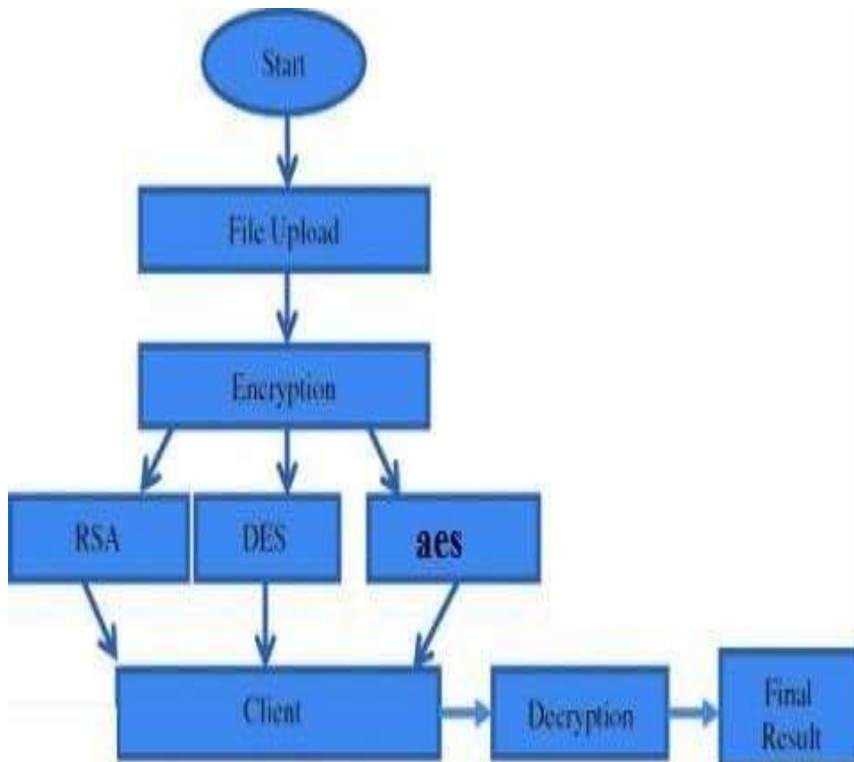 Start
File Upload
Encryption
RSA
DES
aes
Client
Decryption
Final
Result